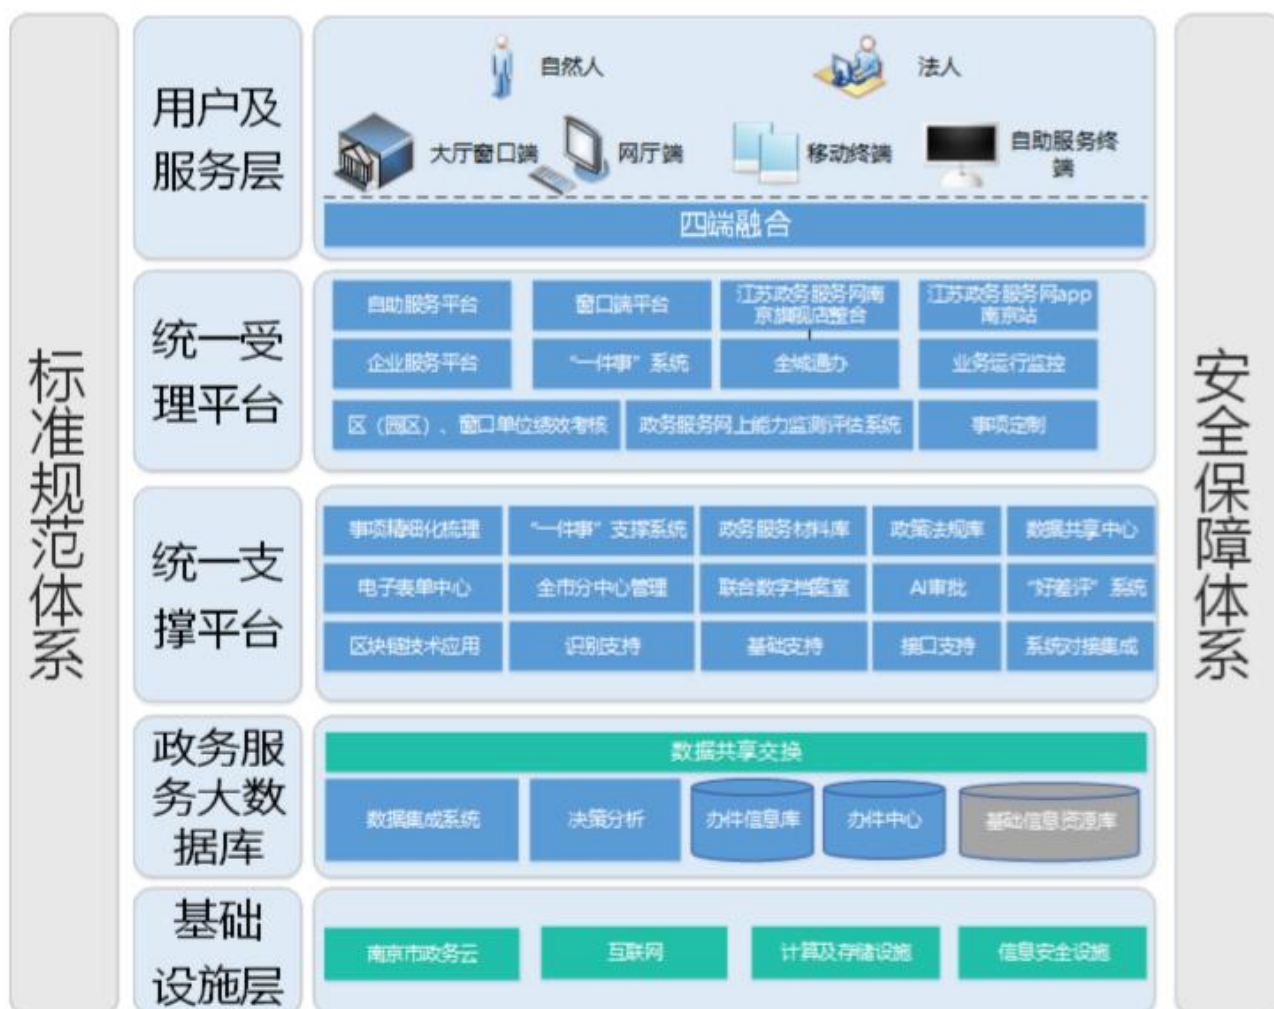 标准规范体系
用户及
服务层
自然人
法人
大厅窗口端
网厅端
移动终端
自助服务终
端
四端融合
统一受
理平台
自助服务平台
窗口端平台
江苏政务服务网南
京旗舰店整合
江苏政务服务网app
南京站
企业服务平台
“一件事”系统
全城通办
业务运行监控
区（园区）、窗口单位绩效考核
政务服务网上能力监测评估系统
事项定制
统一支
撑平台
事项精细化梳理
“一件事”支撑系统
政务服务材料库
政策法规库
数据共享中心
电子表单中心
全市分中心管理
联合数字档案室
AI审批
“好差评”系统
区块链技术应用
识别支持
基础支持
接口支持
系统对接集成
政务服
务大数
据库
数据共享交换
数据集成系统
决策分析
办件信息库
办件中心
基础信息资源库
基础
设施层
南京市政务云
互联网
计算及存储设施
信息安全设施
安全保障体系